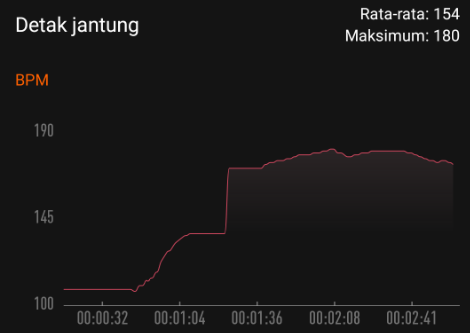 Detak jantung
Rata-rata: 154
Maksimum: 180
BPM
190
145
100
00:00:32 00:01:04 00:01:36 00:02:08 00:02:41